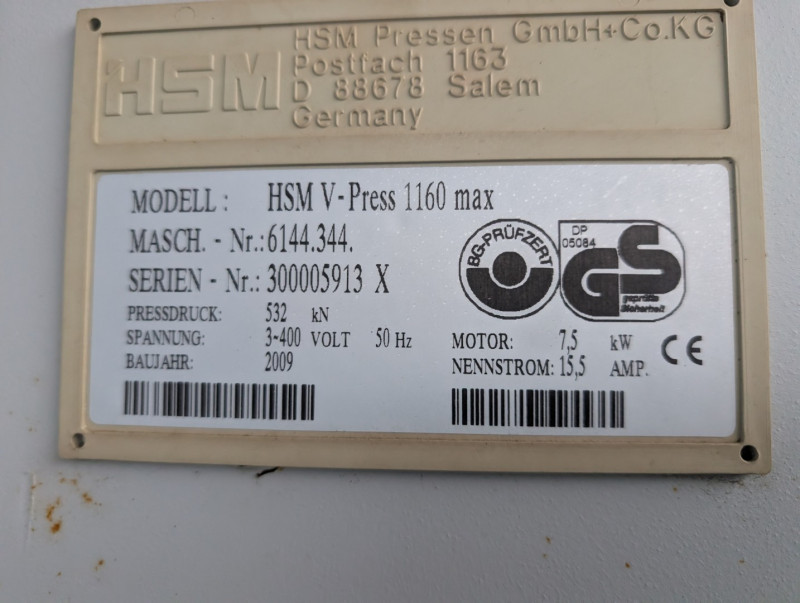 HSM
HSM Pressen GmbH+Co.KG
Postfach 1163
D 88678 Salem
Germany
MODELL : HSM V-Press 1160 max
MASCH. - Nr.: 6144.344.
SERIEN - Nr.: 300005913 X
PRESSDRUCK: 532 kN
SPANNUNG: 3-400 VOLT 50 Hz
BAUJAHR: 2009
BG-PRÜFZERT
DP
05084
GS
geprüfte
Sicherheit
MOTOR: 7,5 kW
NENNSTROM: 15,5 AMP.
CE